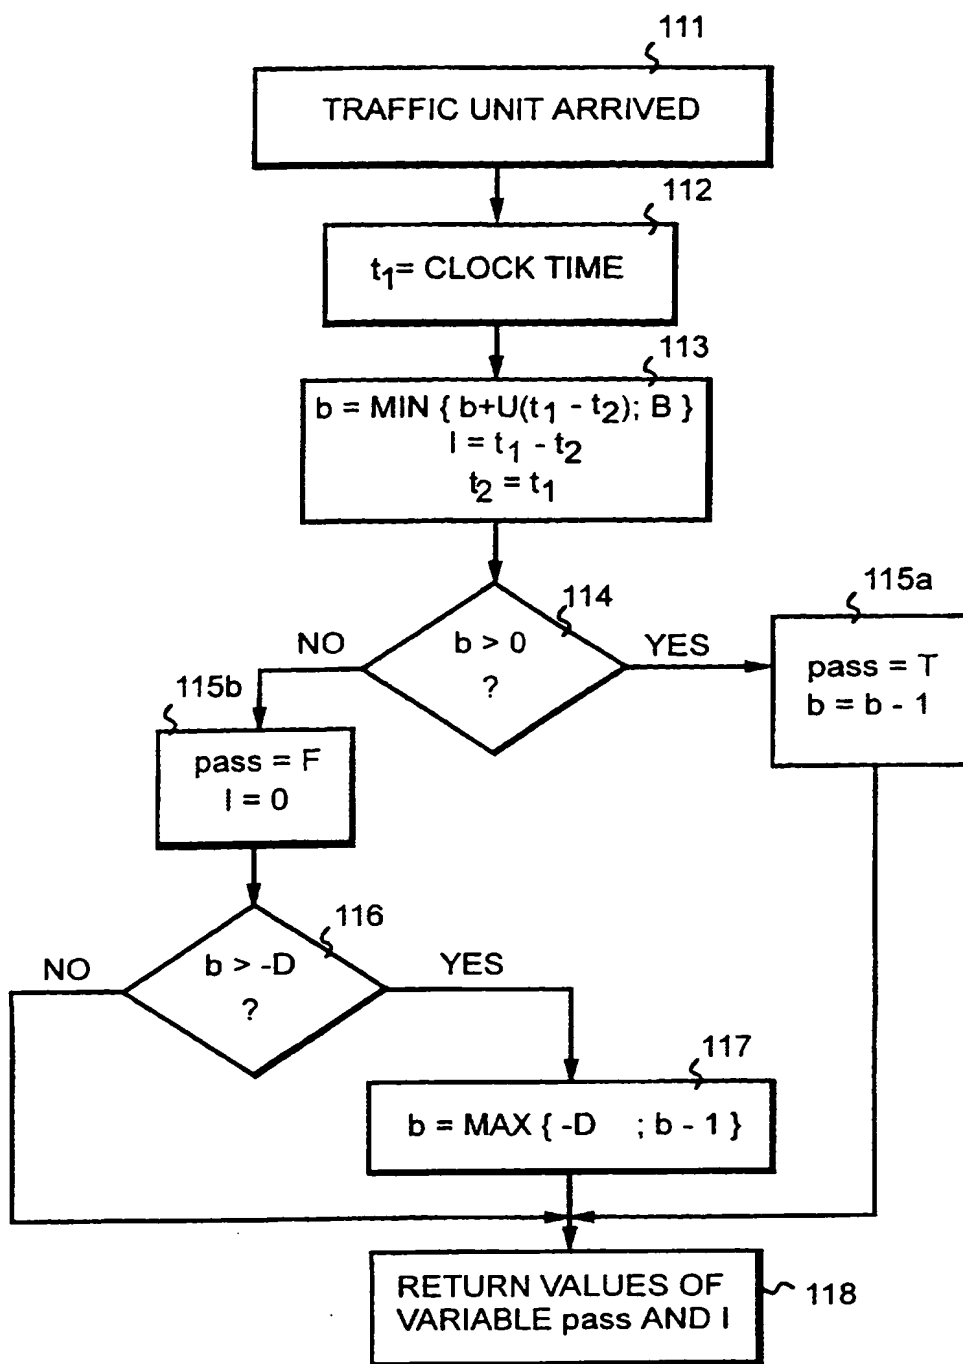 111
TRAFFIC UNIT ARRIVED
112
t1= CLOCK TIME
113
b = MIN { b+U(t1 - t2); B }
I = t1 - t2
t2 = t1
114
b > 0
?
NO
YES
115a
pass = T
b = b - 1
115b
pass = F
I = 0
116
b > -D
?
NO
YES
117
b = MAX { -D ; b - 1 }
RETURN VALUES OF
VARIABLE pass AND I
118